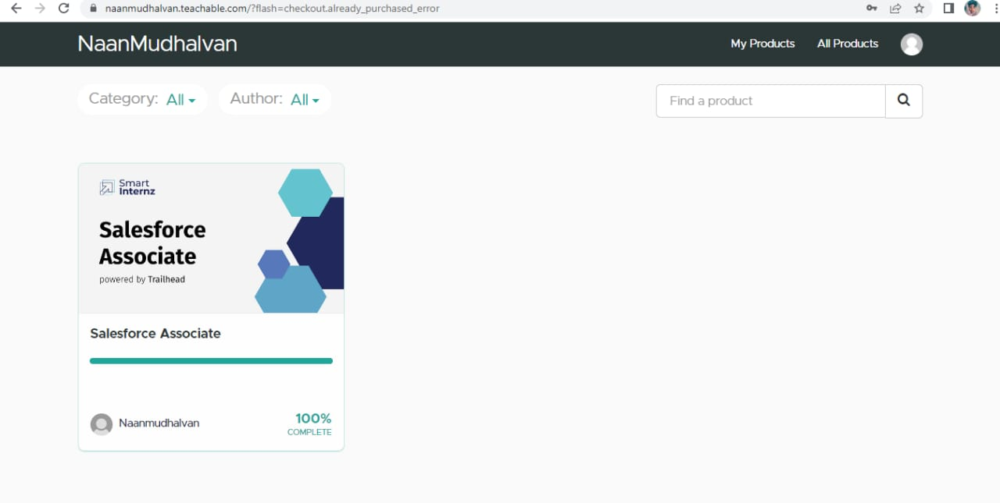 naanmudhalvan.teachable.com/?flash=checkout.already_purchased_error
NaanMudhalvan
My Products
All Products
Category: All
Author: All
Find a product
Smart
Internz
Salesforce
Associate
powered by Trailhead
Salesforce Associate
Naanmudhalvan
100%
COMPLETE